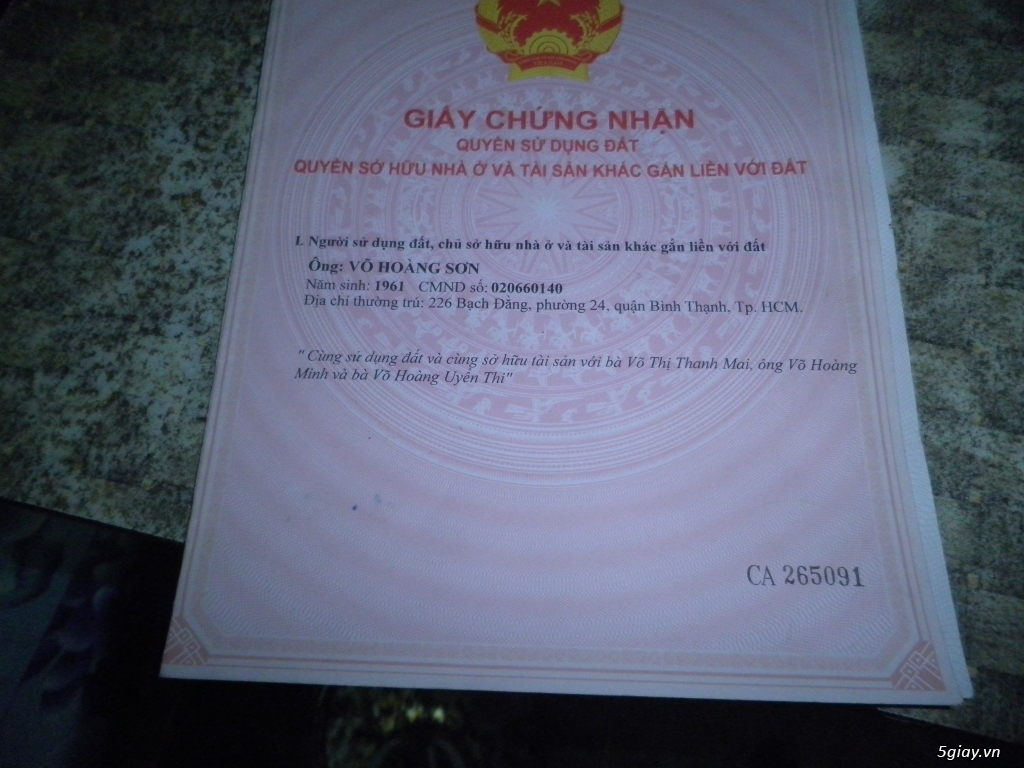 GIẤY CHỨNG NHẬN
QUYỀN SỬ DỤNG ĐẤT
QUYỀN SỞ HỮU NHÀ Ở VÀ TÀI SẢN KHÁC GẮN LIỀN VỚI ĐẤT
I. Người sử dụng đất, chủ sở hữu nhà ở và tài sản khác gắn liền với đất
Ông: VÕ HOÀNG SƠN
Năm sinh: 1961 CMND số: 020660140
Địa chỉ thường trú: 226 Bạch Đằng, phường 24, quận Bình Thạnh, Tp. HCM.
" Cùng sử dụng đất và cùng sở hữu tài sản với bà Võ Thị Thanh Mai, ông Võ Hoàng
Minh và bà Võ Hoàng Uyên Thi"
CA 265091
5giay.vn